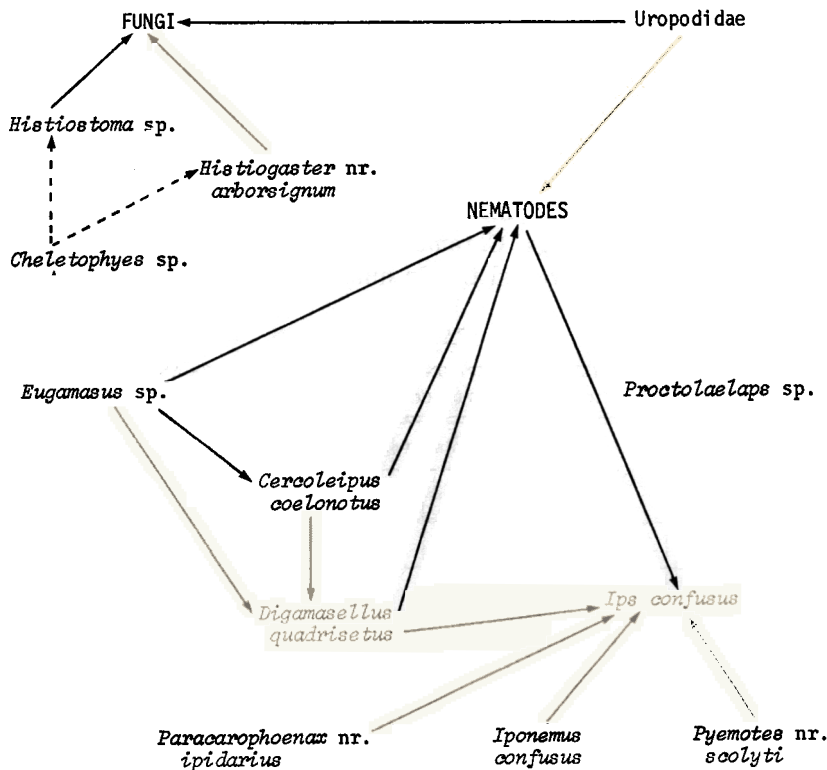 FUNGI
Uropodidae
Histiostoma sp.
Histiogaster nr.
arborsignum
NEMATODES
Cheletophyes sp.
Eugamasus sp.
Proctolaelaps sp.
Cercoleipus
coelonotus
Digamasellus
quadrisetus
Ips confusus
Paracarophoenax nr.
ipidarius
Iponemus
confusus
Pyemotes nr.
scolyti